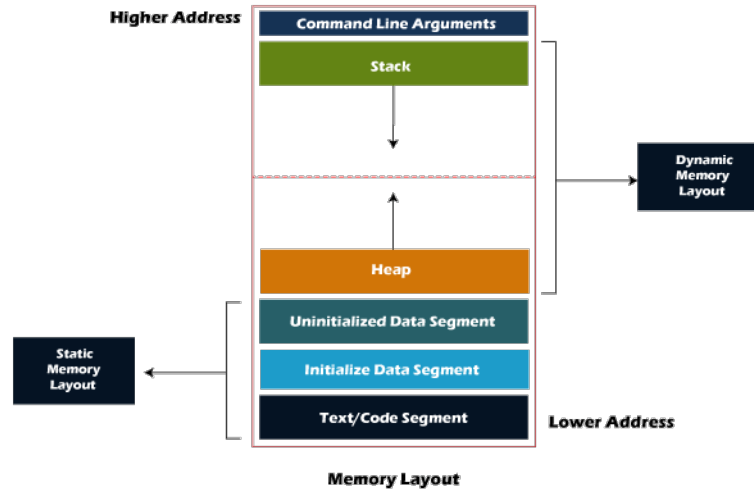 Higher Address
Command Line Arguments
Stack
Dynamic
Memory
Layout
Heap
Uninitialized Data Segment
Static
Memory
Layout
Initialize Data Segment
Text/Code Segment
Lower Address
Memory Layout